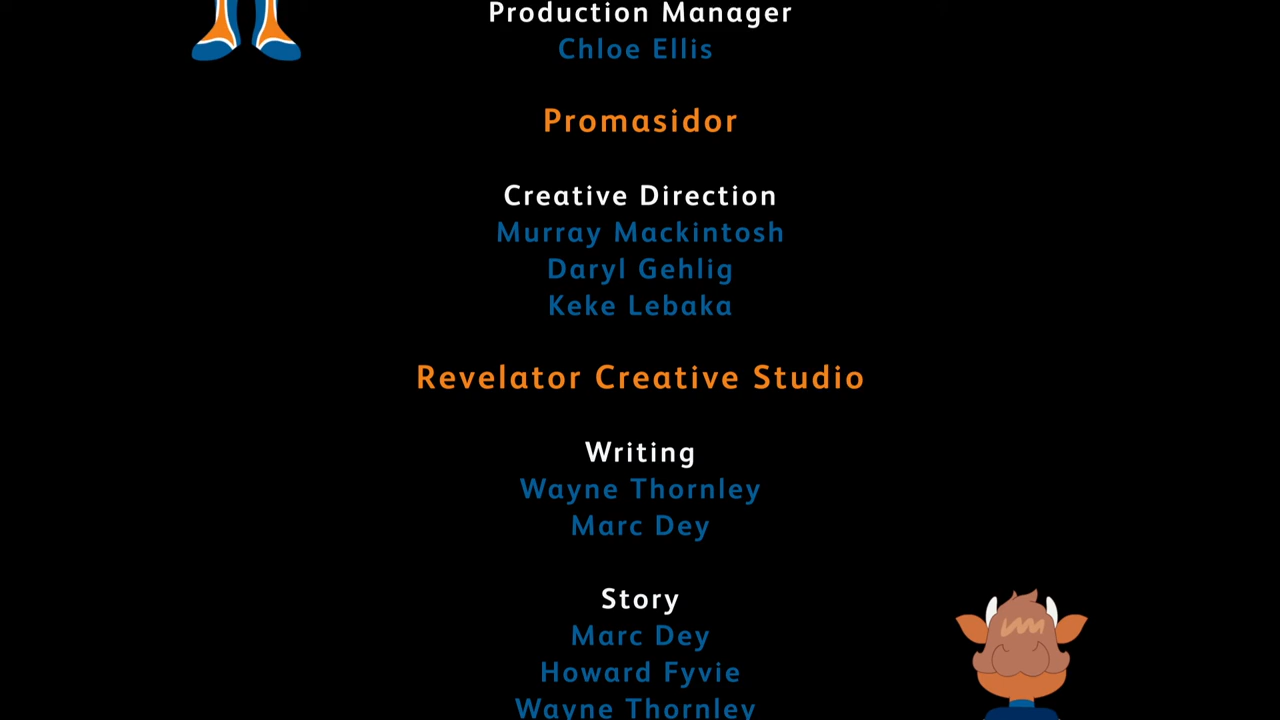 Production Manager
Chloe Ellis
Promasidor
Creative Direction
Murray Mackintosh
Daryl Gehlig
Keke Lebaka
Revelator Creative Studio
Writing
Wayne Thornley
Marc Dey
Story
Marc Dey
Howard Fyvie
Wayne Thornley